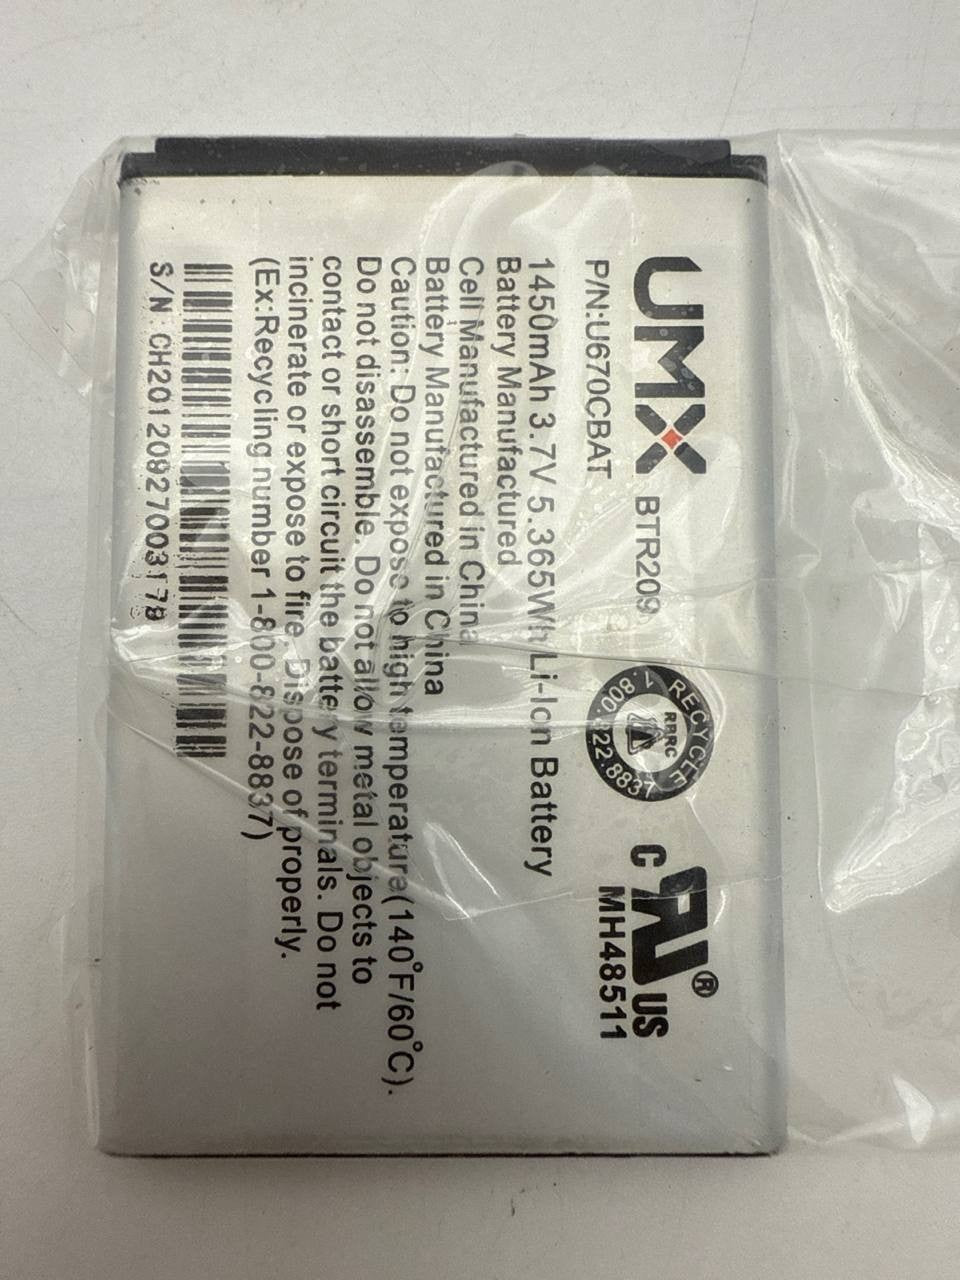 UMX BTR209
P/N:U670CBAT
RECYCLE
RBRC
1.800.822.8837
C UL® US
MH48511
1450mAh 3.7V 5.365Wh Li-Ion Battery
Battery Manufactured
Cell Manufactured in China
Battery Manufactured in China
Caution: Do not expose to high temperature(140°F/60°C).
Do not disassemble. Do not allow metal objects to
contact or short circuit the battery terminals. Do not
incinerate or expose to fire. Dispose of properly.
(Ex:Recycling number 1-800-822-8837)
S/N CH20120827003178